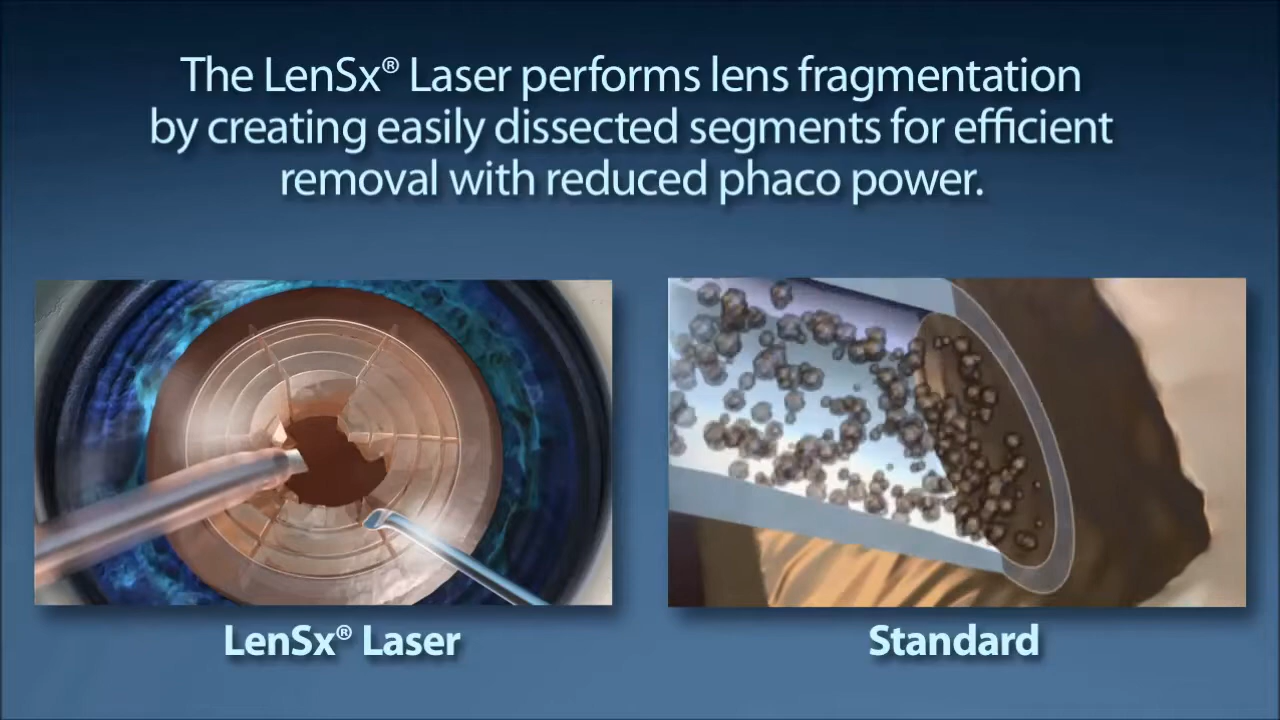 The LenSx® Laser performs lens fragmentation
by creating easily dissected segments for efficient
removal with reduced phaco power.
LenSx® Laser
Standard